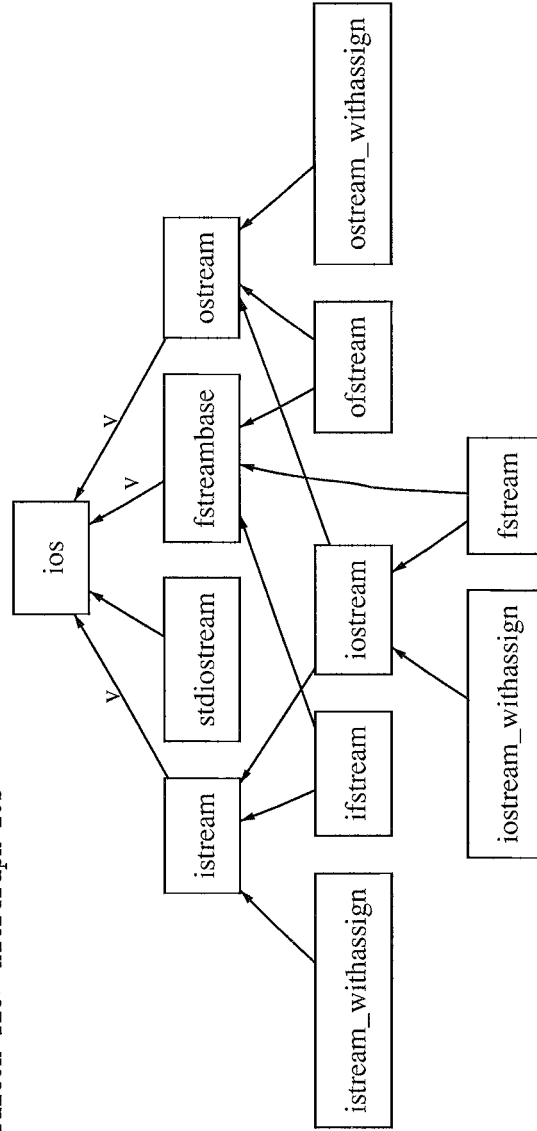 ios
v
v
v
istream
stdiostream
fstreambase
ostream
istream_withassign
ifstream
iostream
ofstream
ostream_withassign
iostream_withassign
fstream